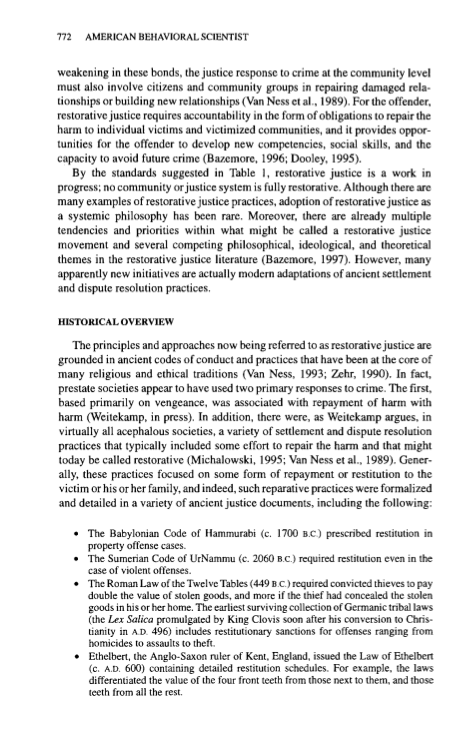 772 AMERICAN BEHAVIORAL SCIENTIST
weakening in these bonds, the justice response to crime at the community level
must also involve citizens and community groups in repairing damaged rela-
tionships or building new relationships (Van Ness et al., 1989). For the offender,
restorative justice requires accountability in the form of obligations to repair the
harm to individual victims and victimized communities, and it provides oppor-
tunities for the offender to develop new competencies, social skills, and the
capacity to avoid future crime (Bazemore, 1996; Dooley, 1995).
By the standards suggested in Table 1, restorative justice is a work in
progress; no community or justice system is fully restorative. Although there are
many examples of restorative justice practices, adoption of restorative justice as
a systemic philosophy has been rare. Moreover, there are already multiple
tendencies and priorities within what might be called a restorative justice
movement and several competing philosophical, ideological, and theoretical
themes in the restorative justice literature (Bazemore, 1997). However, many
apparently new initiatives are actually modern adaptations of ancient settlement
and dispute resolution practices.
HISTORICAL OVERVIEW
The principles and approaches now being referred to as restorative justice are
grounded in ancient codes of conduct and practices that have been at the core of
many religious and ethical traditions (Van Ness, 1993; Zehr, 1990). In fact,
prestate societies appear to have used two primary responses to crime. The first,
based primarily on vengeance, was associated with repayment of harm with
harm (Weitekamp, in press). In addition, there were, as Weitekamp argues, in
virtually all acephalous societies, a variety of settlement and dispute resolution
practices that typically included some effort to repair the harm and that might
today be called restorative (Michalowski, 1995; Van Ness et al., 1989). Gener-
ally, these practices focused on some form of repayment or restitution to the
victim or his or her family, and indeed, such reparative practices were formalized
and detailed in a variety of ancient justice documents, including the following:
• The Babylonian Code of Hammurabi (c. 1700 B.C.) prescribed restitution in
property offense cases.
• The Sumerian Code of UrNammu (c. 2060 B.C.) required restitution even in the
case of violent offenses.
• The Roman Law of the Twelve Tables (449 B.C.) required convicted thieves to pay
double the value of stolen goods, and more if the thief had concealed the stolen
goods in his or her home. The earliest surviving collection of Germanic tribal laws
(the Lex Salica promulgated by King Clovis soon after his conversion to Chris-
tianity in A.D. 496) includes restitutionary sanctions for offenses ranging from
homicides to assaults to theft.
• Ethelbert, the Anglo-Saxon ruler of Kent, England, issued the Law of Ethelbert
(c. A.D. 600) containing detailed restitution schedules. For example, the laws
differentiated the value of the four front teeth from those next to them, and those
teeth from all the rest.